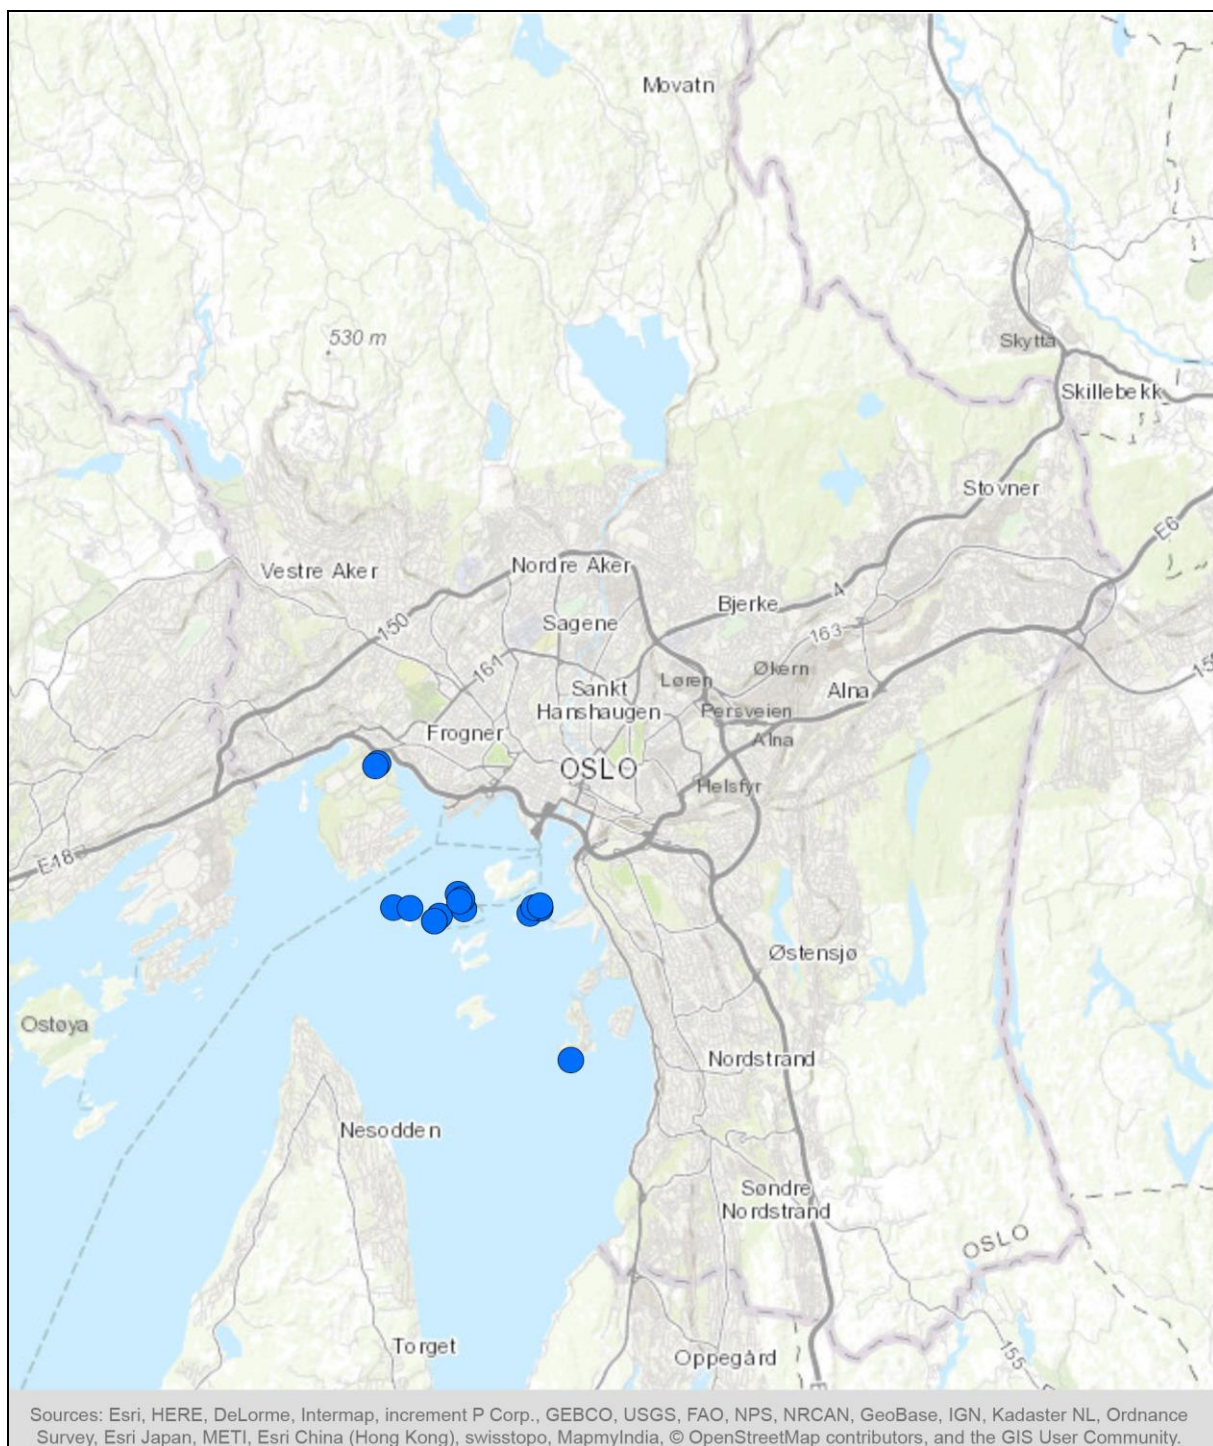 Movatn
530 m
Skytta
Skillebekk
Stovner
E6
Nordre Aker
Vestre Aker
Bjerke
4
150
Sagene
163
161
Økern
Løren
Sankt
Hanshaugen
Alna
155
Persveien
Frogner
Alna
OSLO
Helsfyr
E18
Østensjø
Ostøya
Nordstrand
Nesodden
Søndre
Nordstrand
OSLO
Torget
Oppegård
155
Sources: Esri, HERE, DeLorme, Intermap, increment P Corp., GEBCO, USGS, FAO, NPS, NRCAN, GeoBase, IGN, Kadaster NL, Ordnance
Survey, Esri Japan, METI, Esri China (Hong Kong), swisstopo, MapmyIndia, © OpenStreetMap contributors, and the GIS User Community.